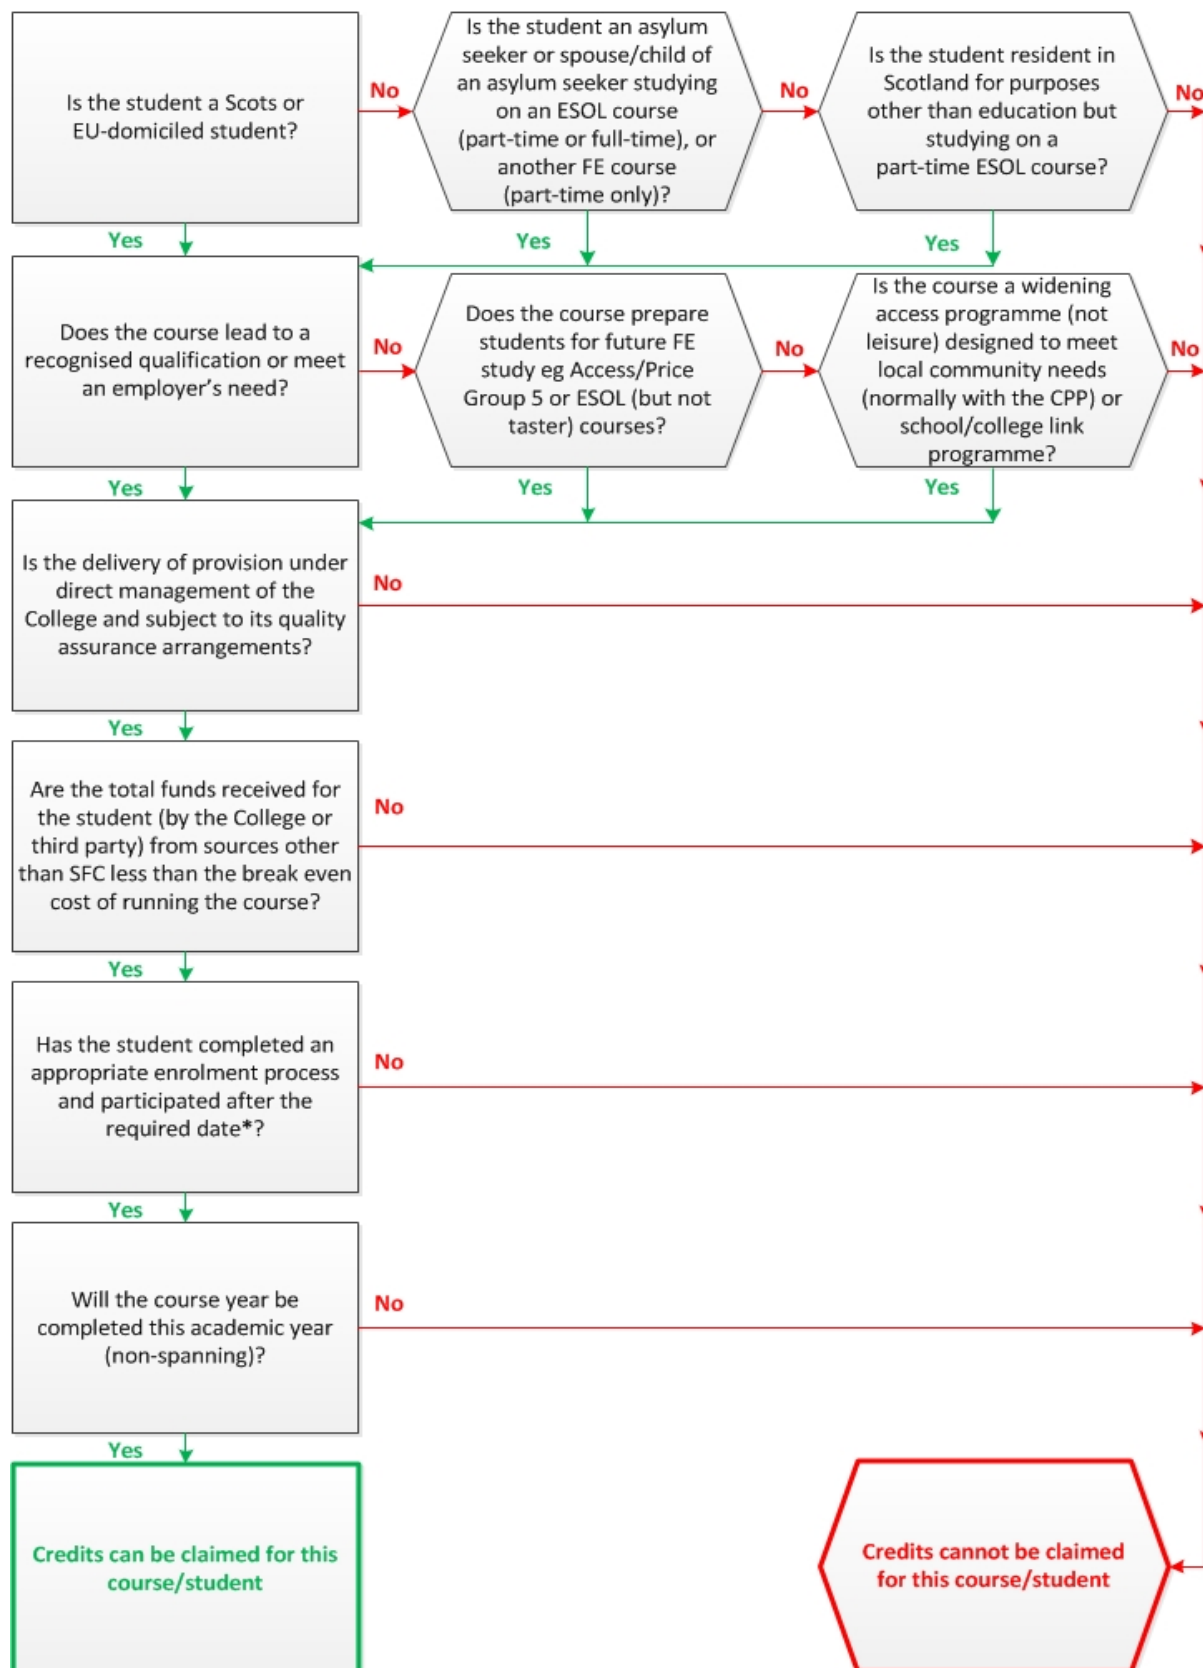 Is the student a Scots or
EU-domiciled student?
No
Is the student an asylum
seeker or spouse/child of
an asylum seeker studying
on an ESOL course
(part-time or full-time), or
another FE course
(part-time only)?
No
Is the student resident in
Scotland for purposes
other than education but
studying on a
part-time ESOL course?
No
Yes
Yes
Yes
Does the course lead to a
recognised qualification or meet
an employer's need?
No
Does the course prepare
students for future FE
study eg Access/Price
Group 5 or ESOL (but not
taster) courses?
No
Is the course a widening
access programme (not
leisure) designed to meet
local community needs
(normally with the CPP) or
school/college link
programme?
No
Yes
Yes
Yes
Is the delivery of provision under
direct management of the
College and subject to its quality
assurance arrangements?
No
Yes
Are the total funds received for
the student (by the College or
third party) from sources other
than SFC less than the break even
cost of running the course?
No
Yes
Has the student completed an
appropriate enrolment process
and participated after the
required date*?
No
Yes
Will the course year be
completed this academic year
(non-spanning)?
No
Yes
Credits can be claimed for this
course/student
Credits cannot be claimed
for this course/student